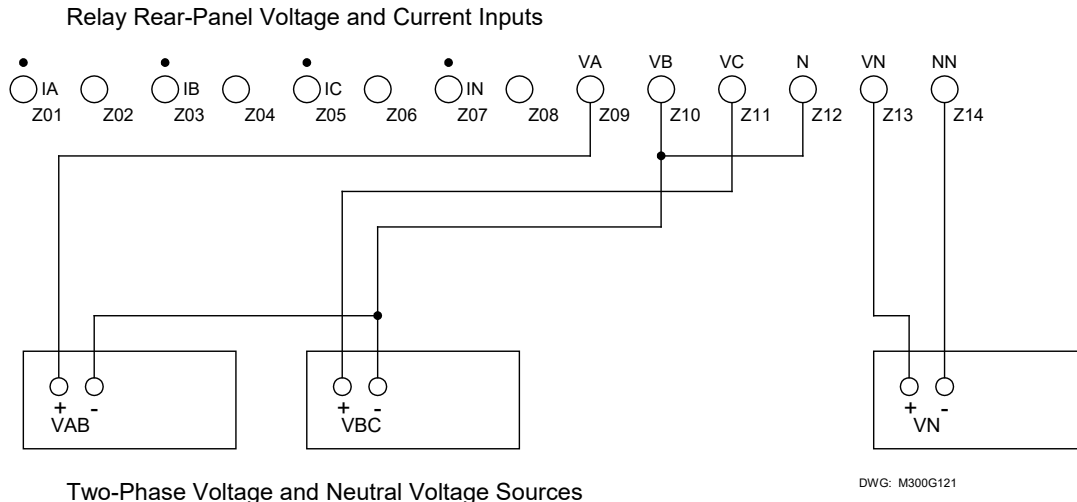 Relay Rear-Panel Voltage and Current Inputs
VA VB VC N VN NN
IA IB IC IN
Z01 Z02 Z03 Z04 Z05 Z06 Z07 Z08 Z09 Z10 Z11 Z12 Z13 Z14
+ - + - + -
VAB VBC VN
Two-Phase Voltage and Neutral Voltage Sources
DWG: M300G121